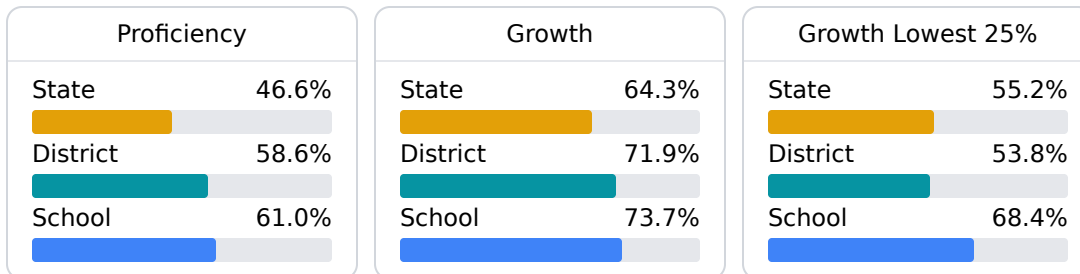 Proficiency
State 46.6%
District 58.6%
School 61.0%
Growth
State 64.3%
District 71.9%
School 73.7%
Growth Lowest 25%
State 55.2%
District 53.8%
School 68.4%